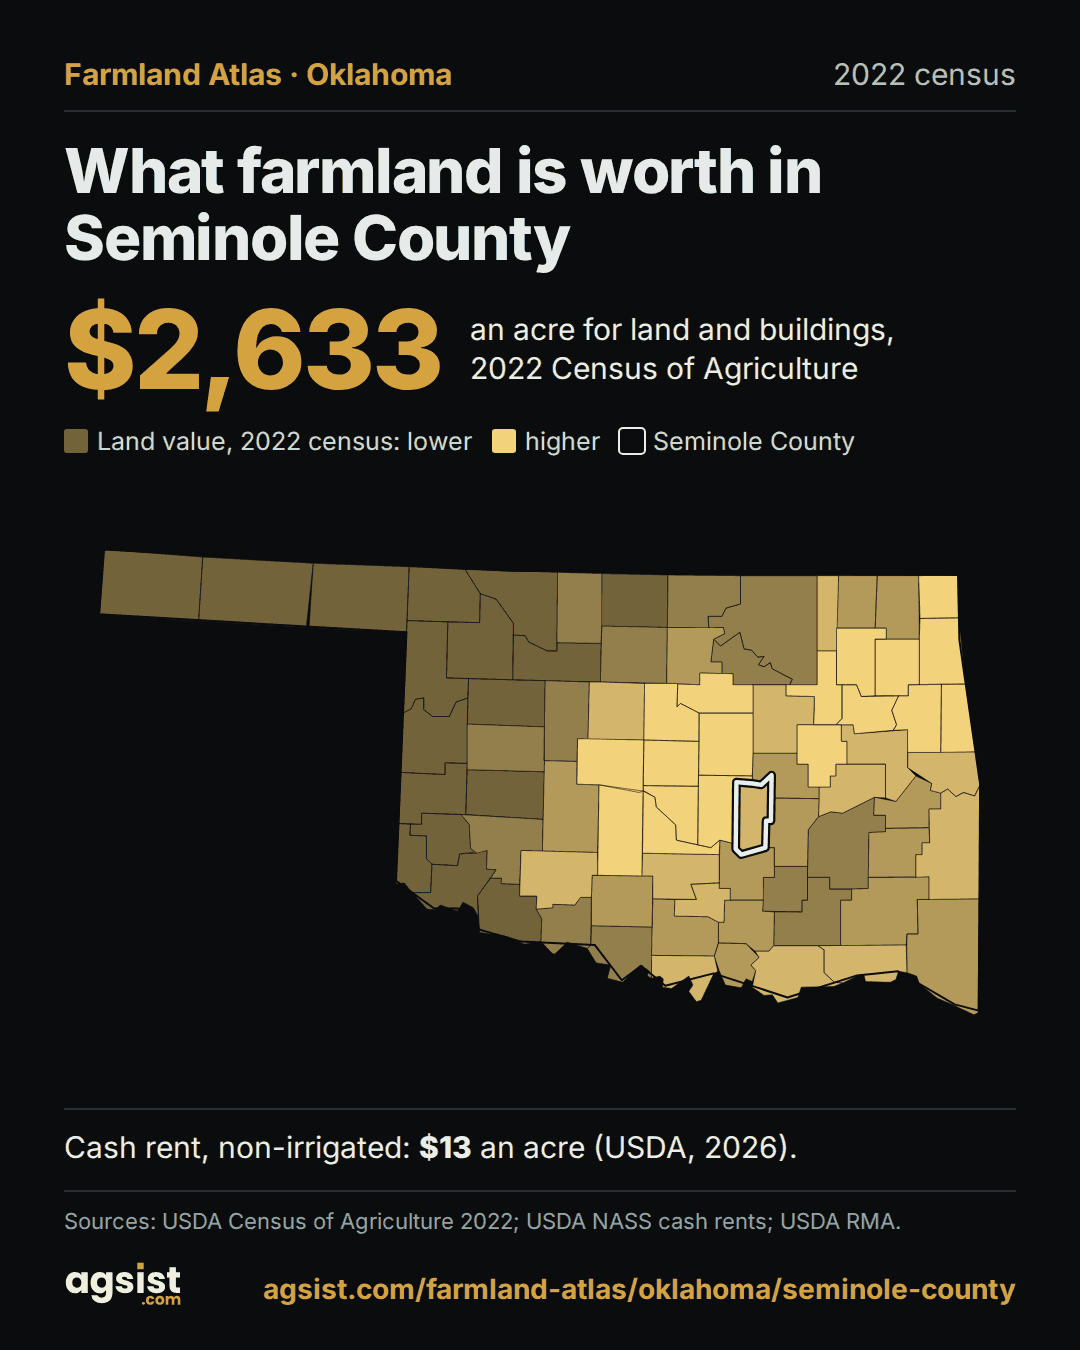 Farmland Atlas · Oklahoma
2022 census
What farmland is worth in
Seminole County
$2,633
an acre for land and buildings,
2022 Census of Agriculture
Land value, 2022 census: lower
higher
Seminole County
Cash rent, non-irrigated: $13 an acre (USDA, 2026).
Sources: USDA Census of Agriculture 2022; USDA NASS cash rents; USDA RMA.
agsist
.com
agsist.com/farmland-atlas/oklahoma/seminole-county